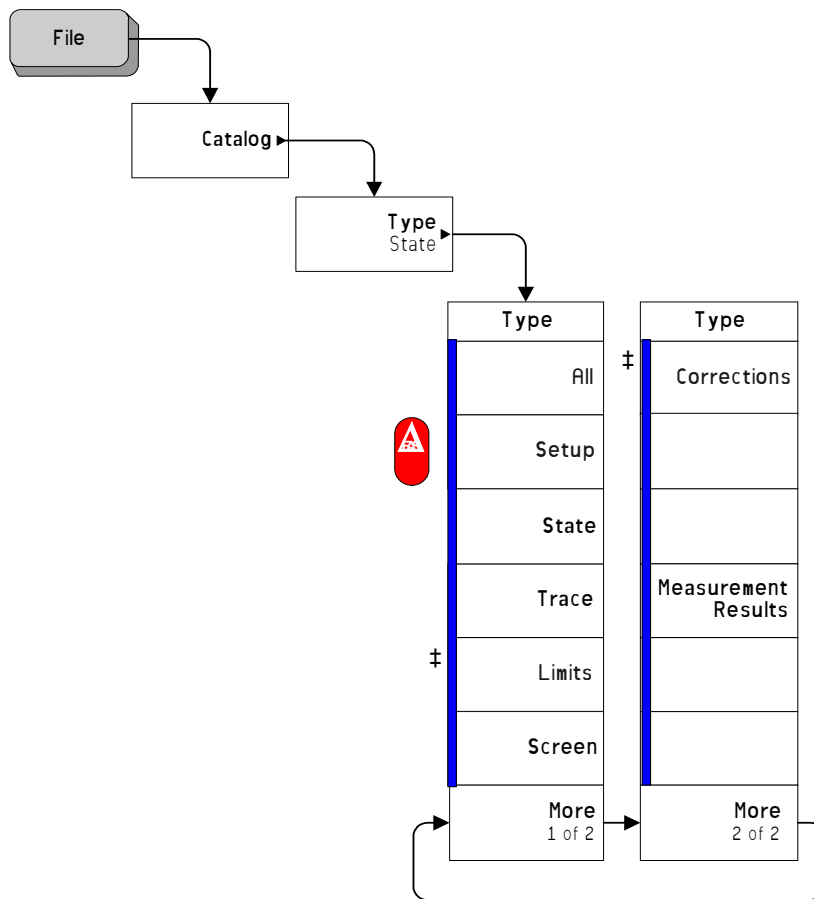 File
Catalog
Type
State
Type
All
Setup
State
Trace
Limits
Screen
More
1 of 2
Type
Corrections
Measurement
Results
More
2 of 2
‡
‡